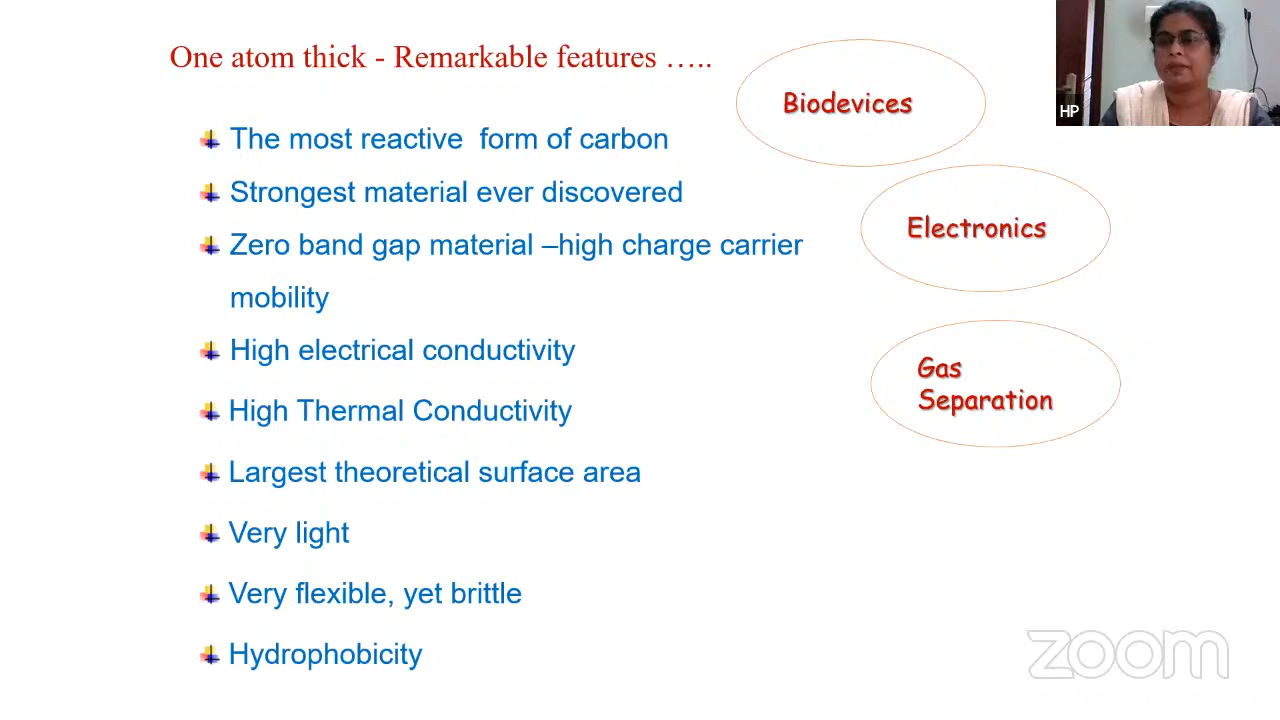 One atom thick - Remarkable features …..
The most reactive form of carbon
Strongest material ever discovered
Zero band gap material –high charge carrier
mobility
High electrical conductivity
High Thermal Conductivity
Largest theoretical surface area
Very light
Very flexible, yet brittle
Hydrophobicity
Biodevices
Electronics
Gas
Separation
HP
zoom